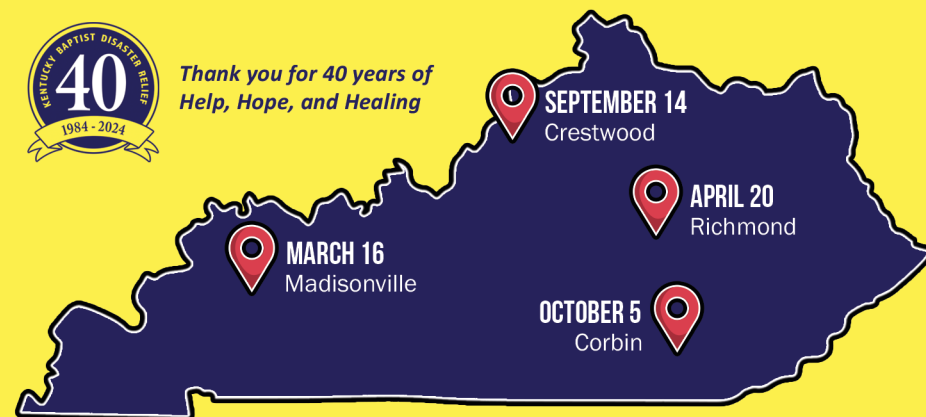 KENTUCKY BAPTIST DISASTER RELIEF
40
1984 - 2024
Thank you for 40 years of
Help, Hope, and Healing
SEPTEMBER 14
Crestwood
APRIL 20
Richmond
MARCH 16
Madisonville
OCTOBER 5
Corbin